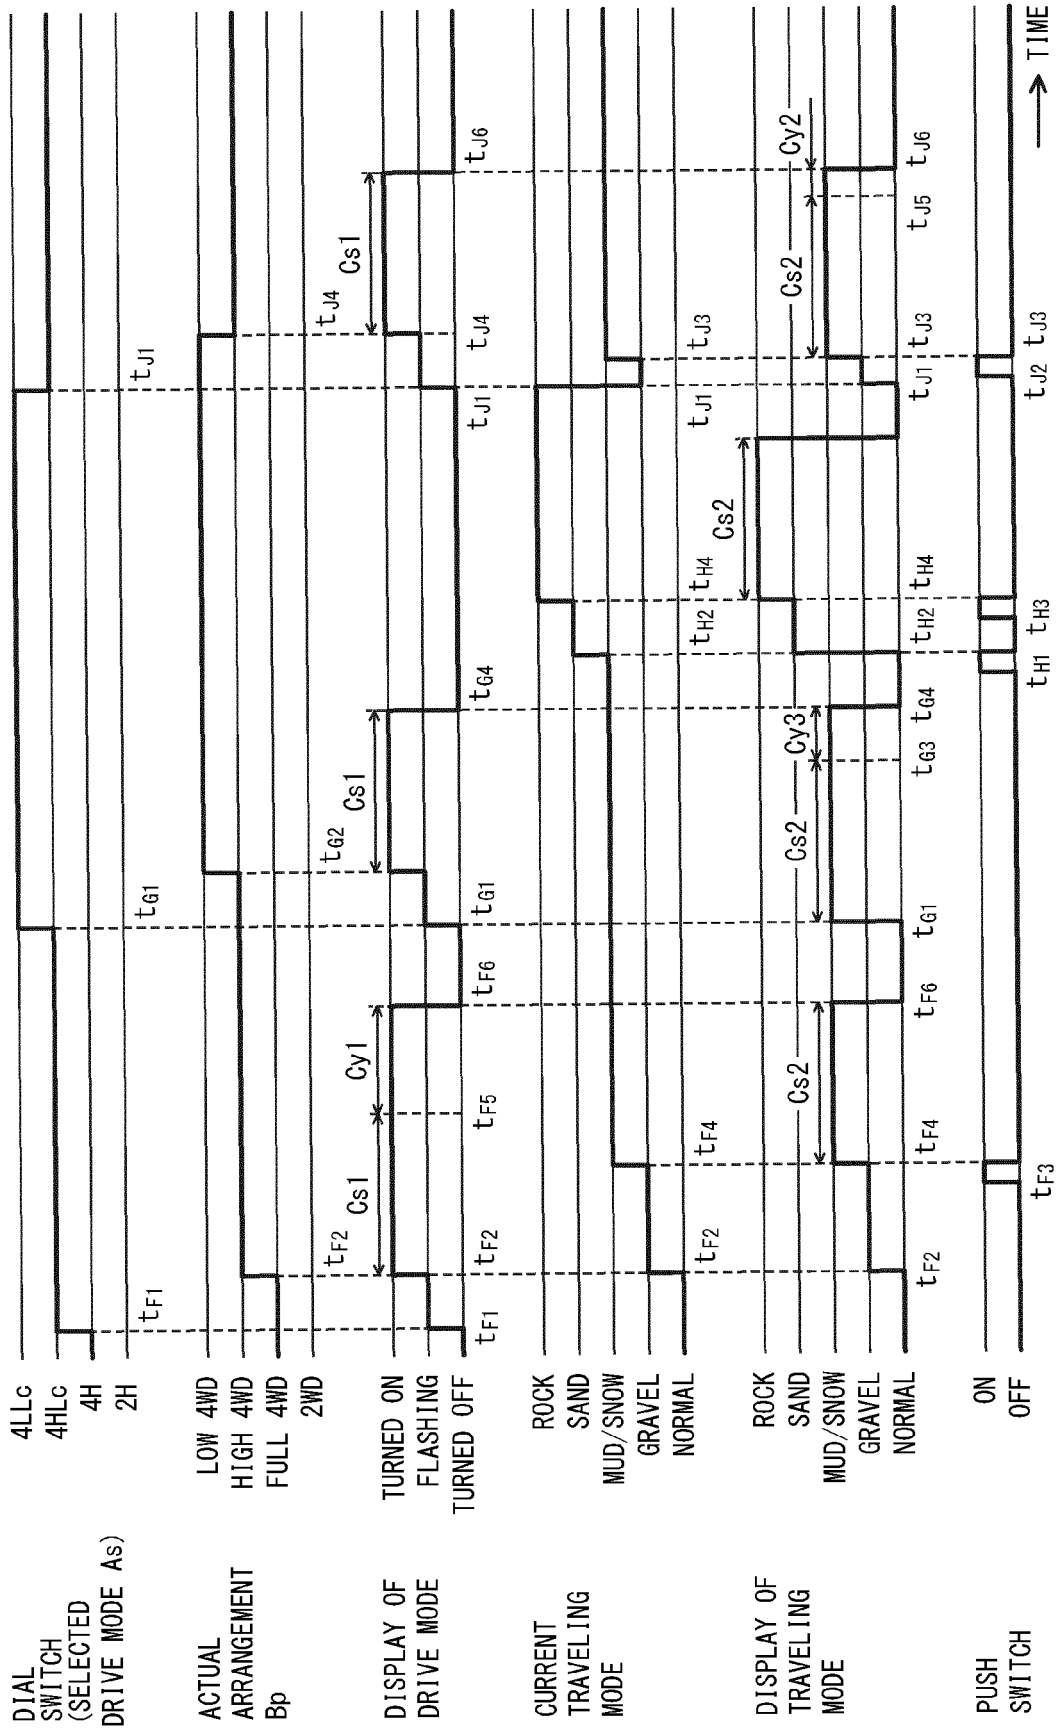 DIAL
SWITCH
(SELECTED
DRIVE MODE As)
4LLc
4HLc
4H
2H
tF1
tG1
tJ1
ACTUAL
ARRANGEMENT
Bp
LOW 4WD
HIGH 4WD
FULL 4WD
2WD
tF2
tG2
tJ4
DISPLAY OF
DRIVE MODE
TURNED ON
FLASHING
TURNED OFF
Cs1
Cy1
Cs1
Cs1
tF1
tF2
tF5
tF6
tG1
tG4
tJ1
tJ4
tJ6
CURRENT
TRAVELING
MODE
ROCK
SAND
MUD/SNOW
GRAVEL
NORMAL
tF2
tF4
tH2
tH4
tJ1
tJ3
DISPLAY OF
TRAVELING
MODE
ROCK
SAND
MUD/SNOW
GRAVEL
NORMAL
Cs2
Cs2
Cy3
Cs2
Cs2
Cy2
tF2
tF4
tF6
tG1
tG3
tG4
tH2
tH4
tJ1
tJ3
tJ5
tJ6
PUSH
SWITCH
ON
OFF
tF3
tH1
tH3
tJ2
tJ3
TIME